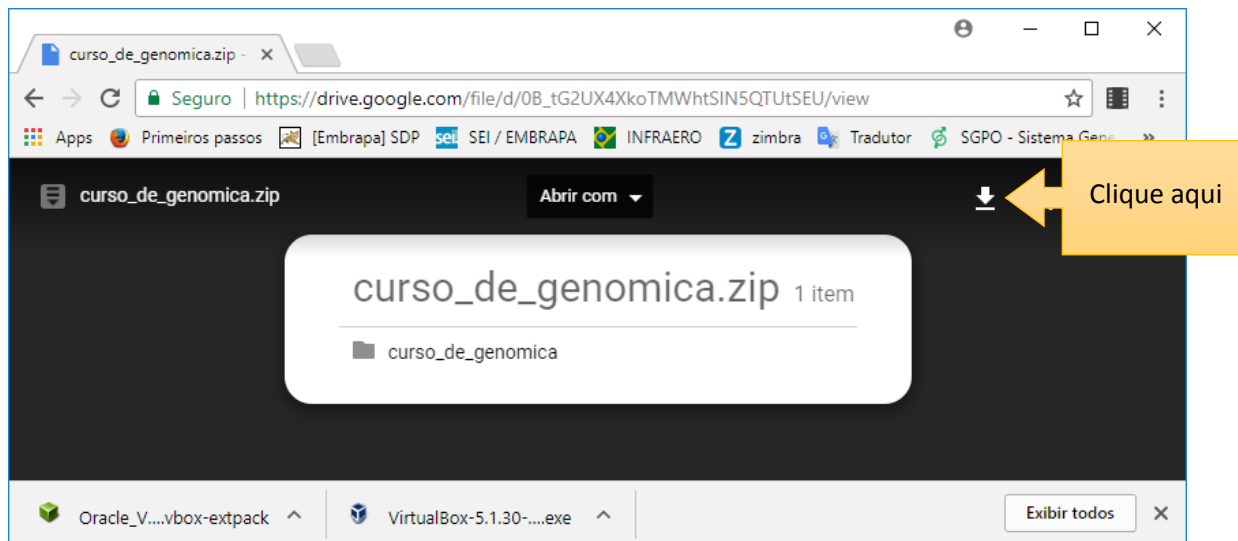 curso_de_genomica.zip -
Seguro | https://drive.google.com/file/d/0B_tG2UX4XkoTMWhtSIN5QTUtSEU/view
Apps Primeiros passos [Embrapa] SDP sei! SEI / EMBRAPA INFRAERO Z zimbra Tradutor SGPO - Sistema Gene »
curso_de_genomica.zip Abrir com Clique aqui
curso_de_genomica.zip 1 item
curso_de_genomica
Oracle_V....vbox-extpack VirtualBox-5.1.30-....exe Exibir todos